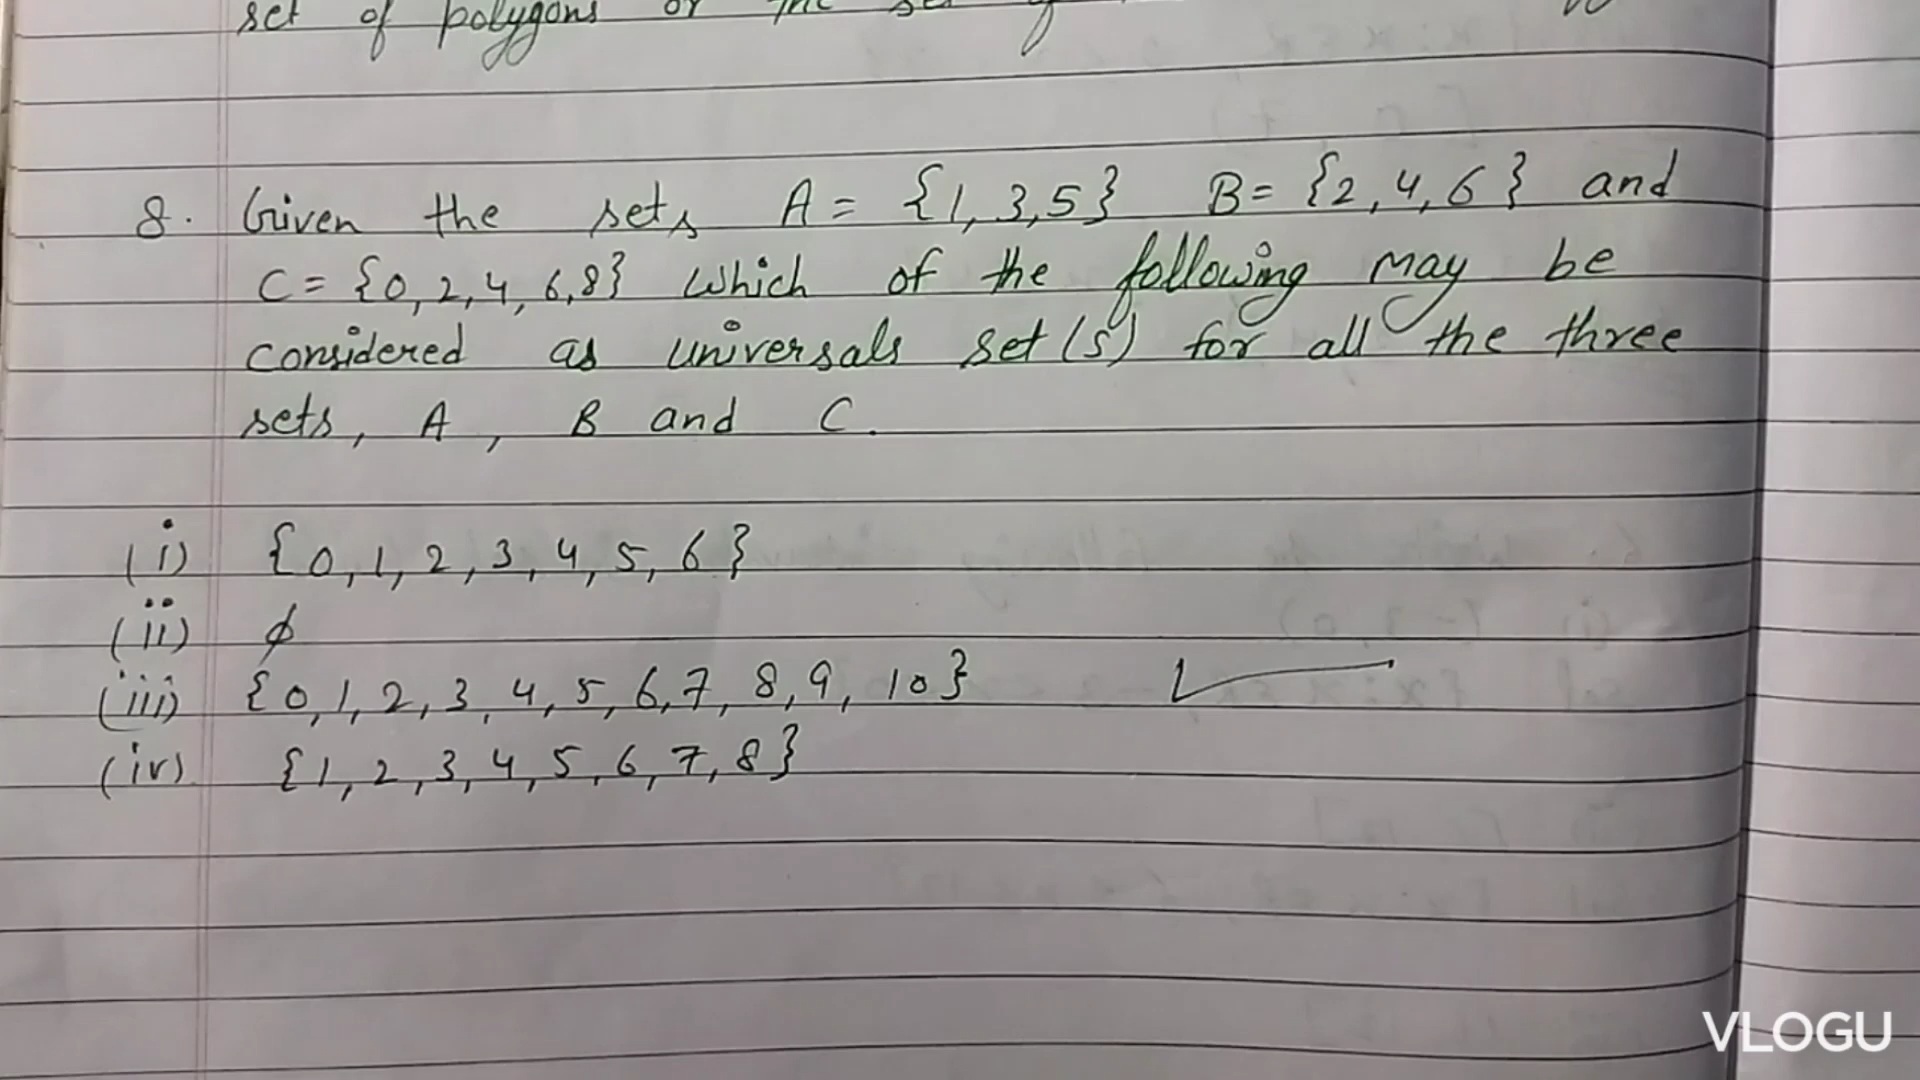 set of polygons or the set
8. Given the sets A = {1, 3, 5} B = {2, 4, 6} and
C = {0, 2, 4, 6, 8} which of the following may be
considered as universals set (s) for all the three
sets, A, B and C.
(i) {0, 1, 2, 3, 4, 5, 6}
(ii) ϕ
(iii) {0, 1, 2, 3, 4, 5, 6, 7, 8, 9, 10}
(iv) {1, 2, 3, 4, 5, 6, 7, 8}
VLOGU